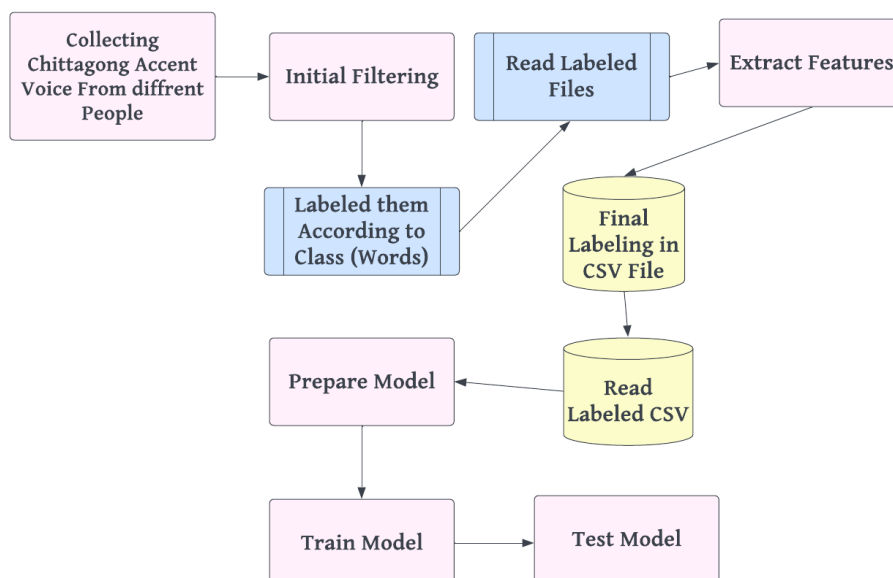 Collecting
Chittagong Accent
Voice From diffrent
People
Initial Filtering
Labeled them
According to
Class (Words)
Read Labeled
Files
Extract Features
Final
Labeling in
CSV File
Read
Labeled CSV
Prepare Model
Train Model
Test Model